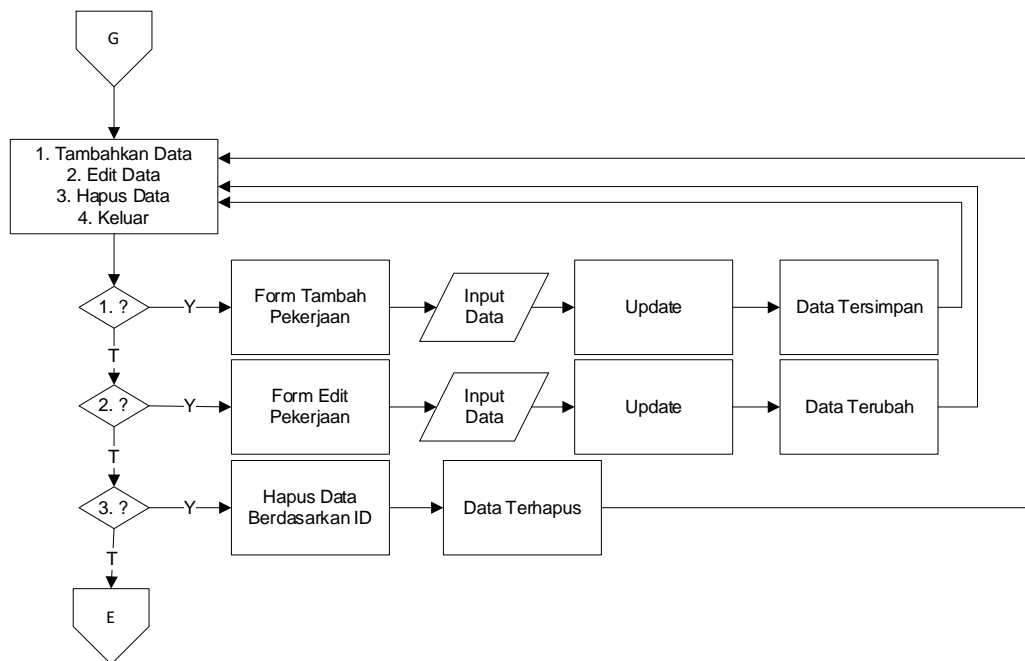 G
1. Tambahkan Data
2. Edit Data
3. Hapus Data
4. Keluar
1. ?
Y
Form Tambah
Pekerjaan
Input
Data
Update
Data Tersimpan
T
2. ?
Y
Form Edit
Pekerjaan
Input
Data
Update
Data Terubah
T
3. ?
Y
Hapus Data
Berdasarkan ID
Data Terhapus
T
E